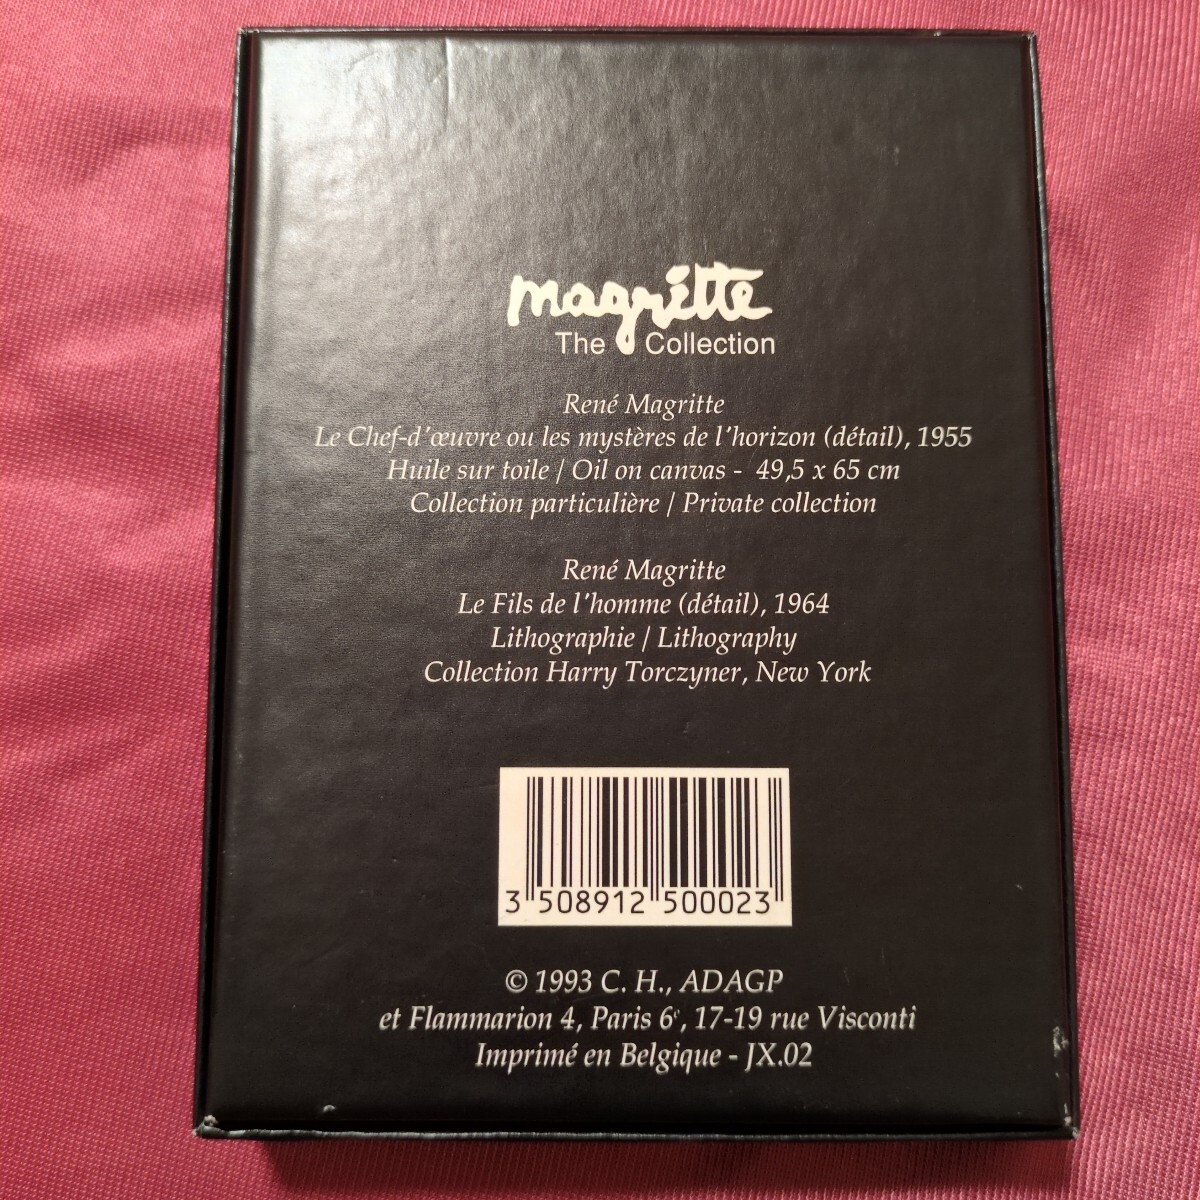 magritte
The Collection
René Magritte
Le Chef-d'œuvre ou les mystères de l'horizon (détail), 1955
Huile sur toile / Oil on canvas - 49,5 x 65 cm
Collection particulière / Private collection
René Magritte
Le Fils de l'homme (détail), 1964
Lithographie / Lithography
Collection Harry Torczyner, New York
3 508912 500023
© 1993 C. H., ADAGP
et Flammarion 4, Paris 6e, 17-19 rue Visconti
Imprimé en Belgique - JX.02